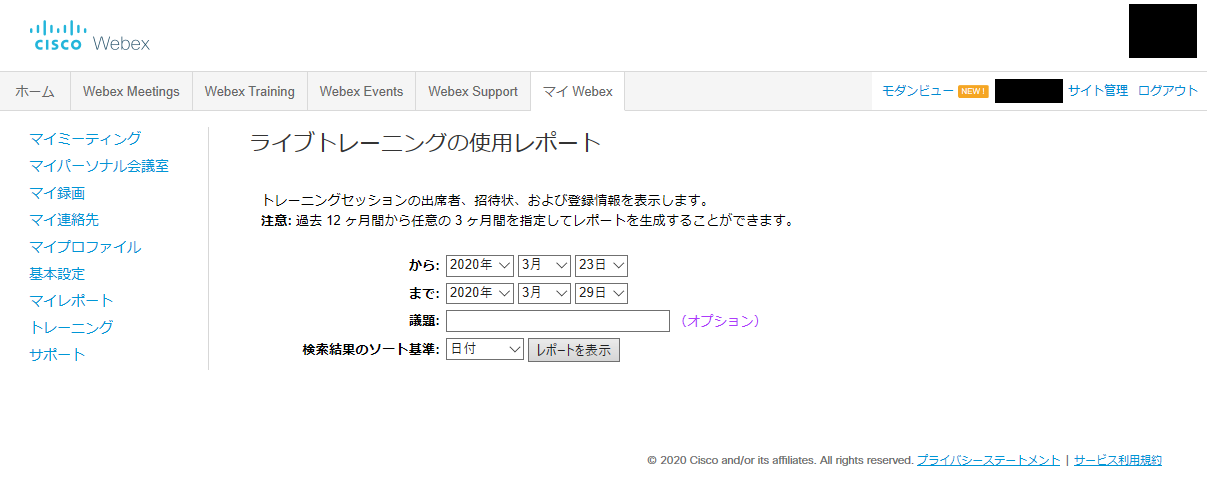 CISCO Webex
ホーム Webex Meetings Webex Training Webex Events Webex Support マイ Webex モダンビュー NEW! サイト管理 ログアウト
マイミーティング
マイパーソナル会議室
マイ録画
マイ連絡先
マイプロファイル
基本設定
マイレポート
トレーニング
サポート
ライブトレーニングの使用レポート
トレーニングセッションの出席者、招待状、および登録情報を表示します。
注意: 過去 12 ヶ月間から任意の 3 ヶ月間を指定してレポートを生成することができます。
から: 2020年 3月 23日
まで: 2020年 3月 29日
議題: （オプション）
検索結果のソート基準: 日付 レポートを表示
© 2020 Cisco and/or its affiliates. All rights reserved. プライバシーステートメント | サービス利用規約